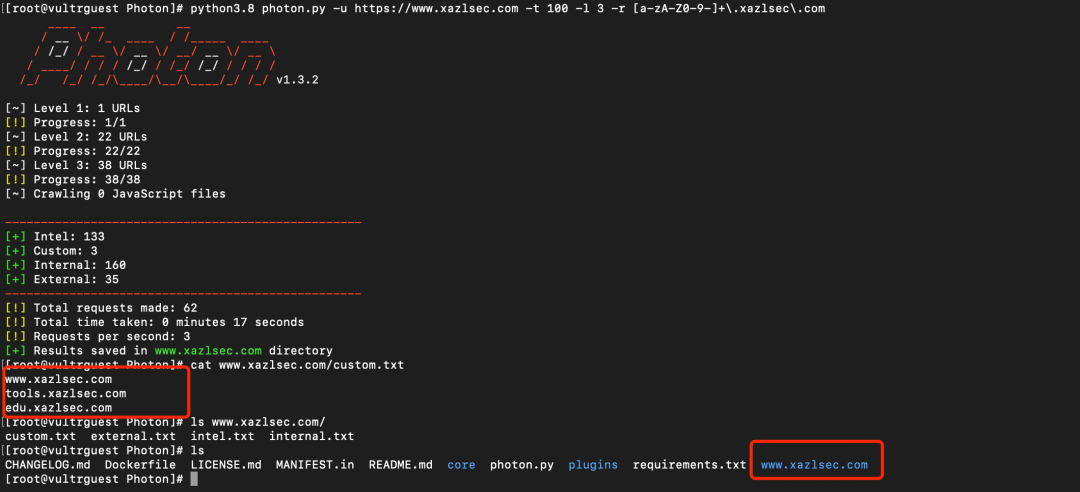 [[root@vultrguest Photon]# python3.8 photon.py -u https://www.xazlsec.com -t 100 -l 3 -r [a-zA-Z0-9-]+\.xazlsec\.com
Photon
v1.3.2
[~] Level 1: 1 URLs
[!] Progress: 1/1
[~] Level 2: 22 URLs
[!] Progress: 22/22
[~] Level 3: 38 URLs
[!] Progress: 38/38
[~] Crawling 0 JavaScript files
--------------------------------------------------
[+] Intel: 133
[+] Custom: 3
[+] Internal: 160
[+] External: 35
--------------------------------------------------
[!] Total requests made: 62
[!] Total time taken: 0 minutes 17 seconds
[!] Requests per second: 3
[+] Results saved in www.xazlsec.com directory
[[root@vultrguest Photon]# cat www.xazlsec.com/custom.txt
www.xazlsec.com
tools.xazlsec.com
edu.xazlsec.com
[[root@vultrguest Photon]# ls www.xazlsec.com/
custom.txt  external.txt  intel.txt  internal.txt
[[root@vultrguest Photon]# ls
CHANGELOG.md  Dockerfile  LICENSE.md  MANIFEST.in  README.md  core  photon.py  plugins  requirements.txt  www.xazlsec.com
[root@vultrguest Photon]#